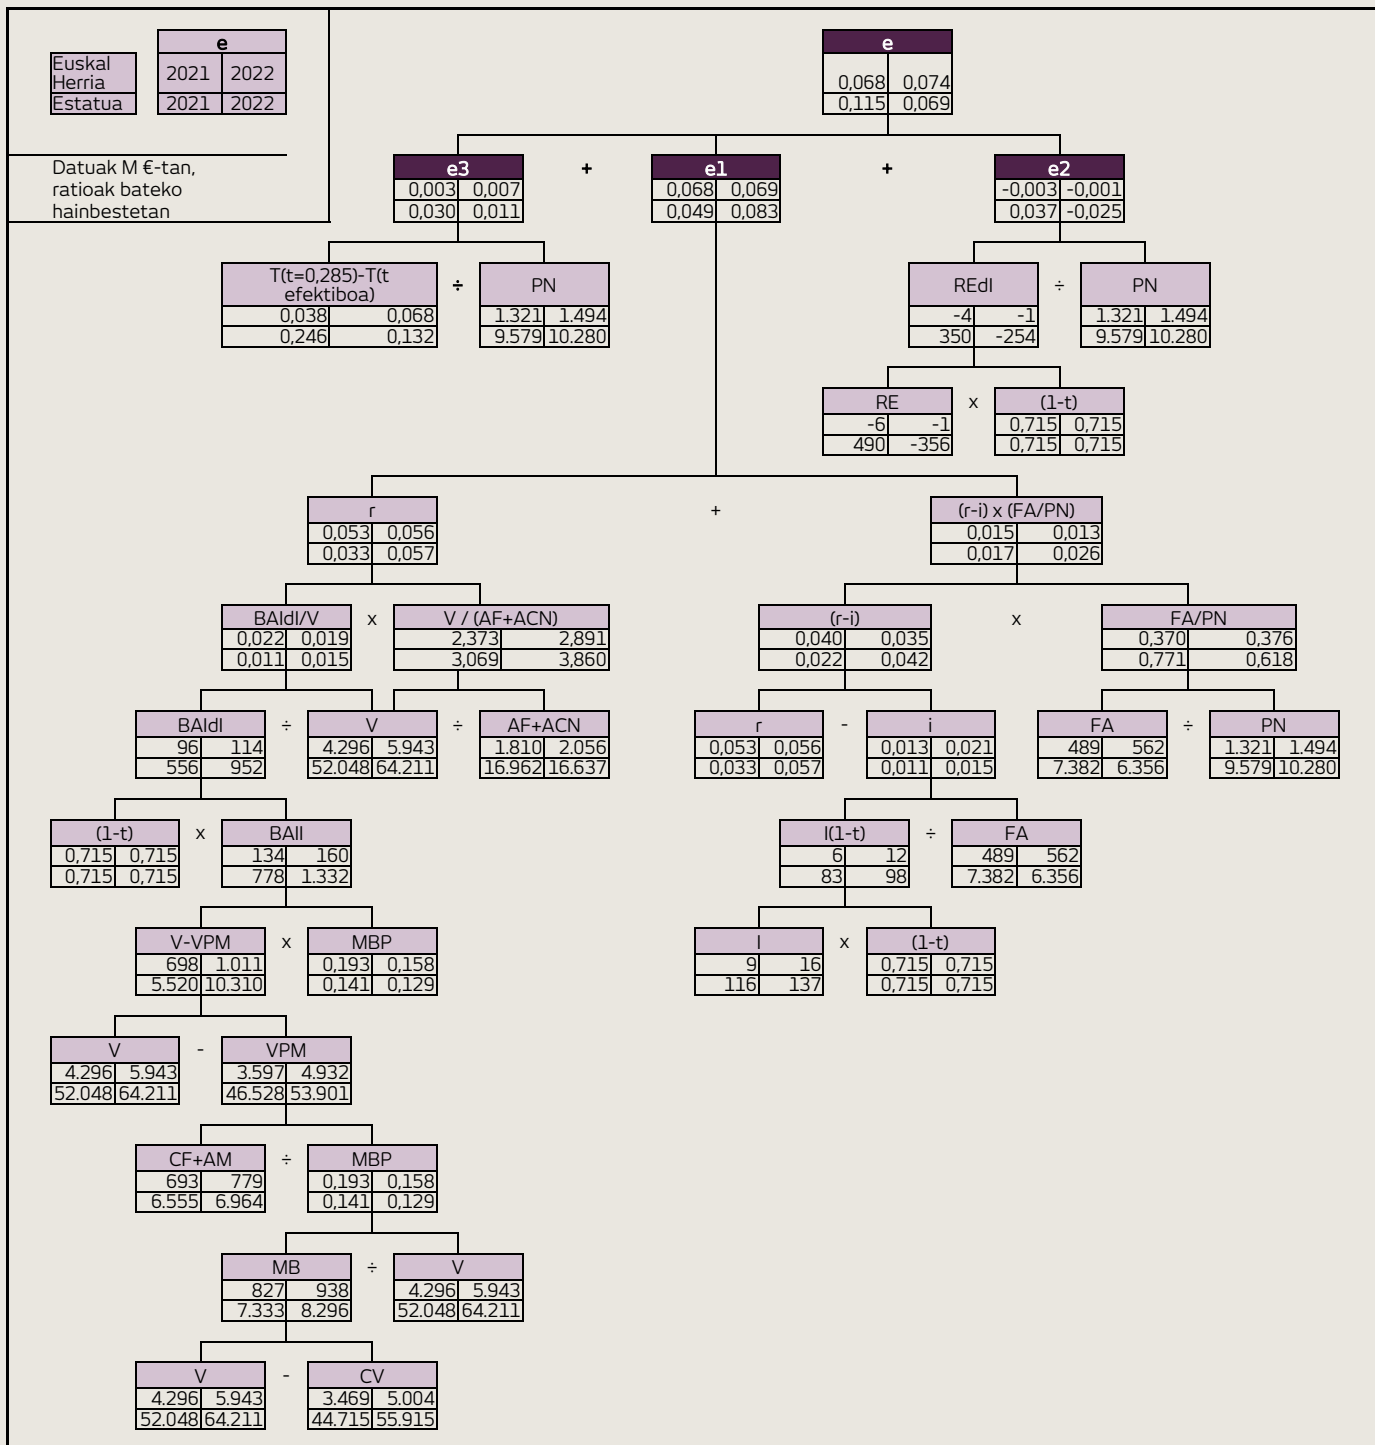 e
Euskal
Herria
2021 2022
Estatua
2021 2022
Datuak M €-tan,
ratioak bateko
hainbestetan
e
0,068 0,074
0,115 0,069
e3 + e1 + e2
0,003 0,007 0,068 0,069 -0,003 -0,001
0,030 0,011 0,049 0,083 0,037 -0,025
T(t=0,285)-T(t
efektiboa)
÷ PN REdI ÷ PN
0,038 0,068 1.321 1.494 -4 -1 1.321 1.494
0,246 0,132 9.579 10.280 350 -254 9.579 10.280
RE x (1-t)
-6 -1 0,715 0,715
490 -356 0,715 0,715
r + (r-i) x (FA/PN)
0,053 0,056 0,015 0,013
0,033 0,057 0,017 0,026
BAIdI/V x V / (AF+ACN) (r-i) x FA/PN
0,022 0,019 2,373 2,891 0,040 0,035 0,370 0,376
0,011 0,015 3,069 3,860 0,022 0,042 0,771 0,618
BAIdI ÷ V ÷ AF+ACN r - i FA ÷ PN
96 114 4.296 5.943 1.810 2.056 0,053 0,056 0,013 0,021 489 562 1.321 1.494
556 952 52.048 64.211 16.962 16.637 0,033 0,057 0,011 0,015 7.382 6.356 9.579 10.280
(1-t) x BAII I(1-t) ÷ FA
0,715 0,715 134 160 6 12 489 562
0,715 0,715 778 1.332 83 98 7.382 6.356
V-VPM x MBP I x (1-t)
698 1.011 0,193 0,158 9 16 0,715 0,715
5.520 10.310 0,141 0,129 116 137 0,715 0,715
V - VPM
4.296 5.943 3.597 4.932
52.048 64.211 46.528 53.901
CF+AM ÷ MBP
693 779 0,193 0,158
6.555 6.964 0,141 0,129
MB ÷ V
827 938 4.296 5.943
7.333 8.296 52.048 64.211
V - CV
4.296 5.943 3.469 5.004
52.048 64.211 44.715 55.915